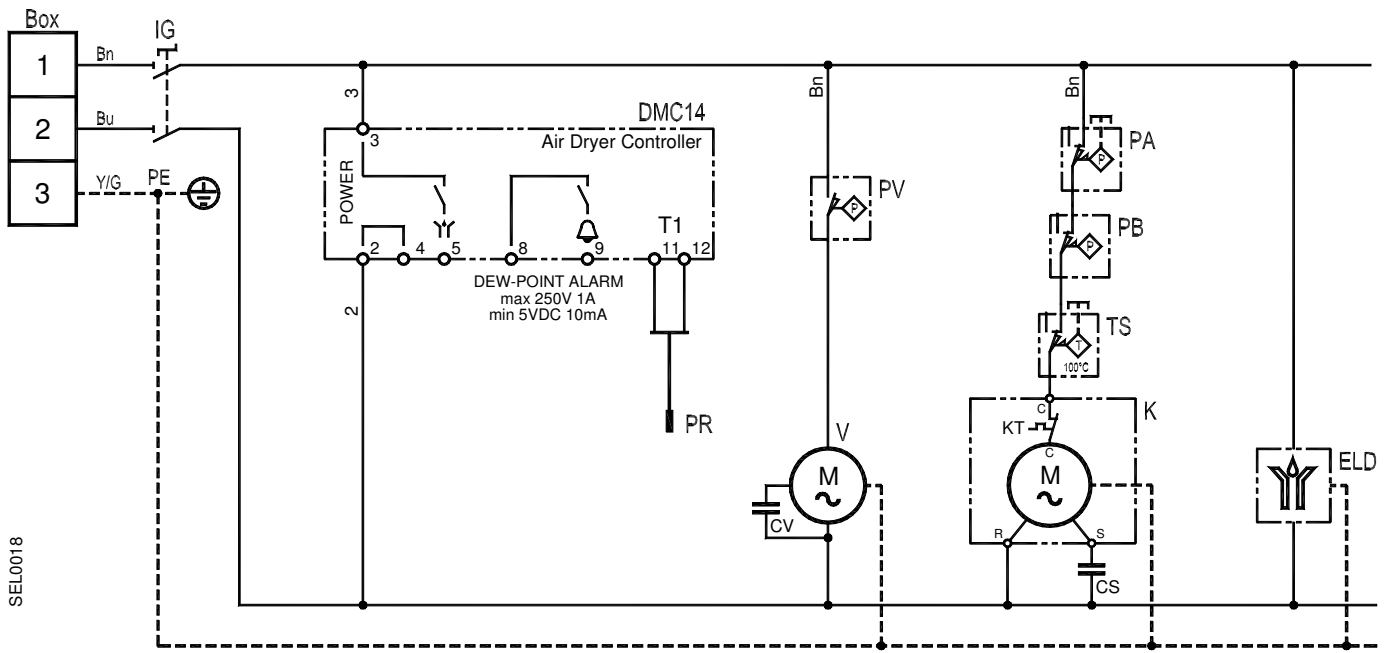 Box
IG
1
Bn
2
Bu
3
Y/G
PE
3
DMC14
Air Dryer Controller
3
POWER
T1
2
4
5
8
9
11
12
DEW-POINT ALARM
max 250V 1A
min 5VDC 10mA
2
PR
Bn
PV
P
V
M
CV
Bn
PA
P
PB
P
TS
T
100°C
K
C
KT
C
M
R
S
CS
ELD
SEL0018